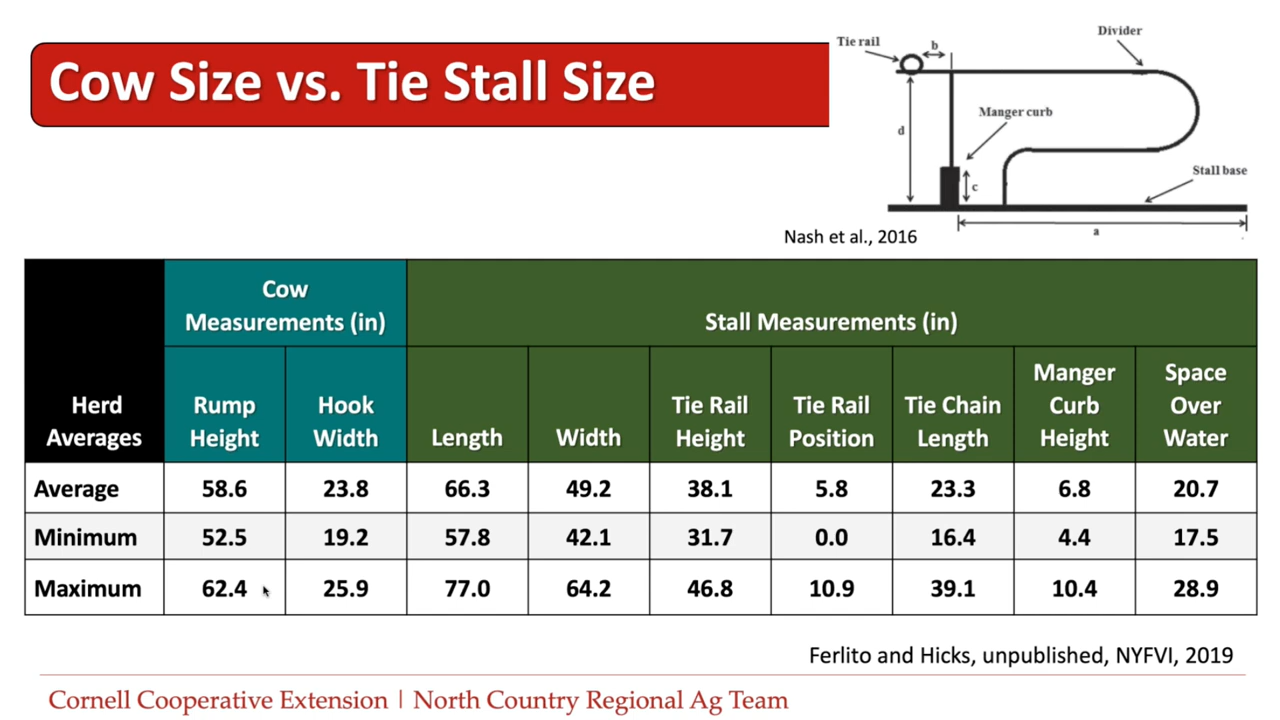 Cow Size vs. Tie Stall Size
Tie rail
b
Divider
Manger curb
d
c
Stall base
a
Nash et al., 2016
Herd Averages
Cow Measurements (in)
Stall Measurements (in)
Rump Height
Hook Width
Length
Width
Tie Rail Height
Tie Rail Position
Tie Chain Length
Manger Curb Height
Space Over Water
Average 58.6 23.8 66.3 49.2 38.1 5.8 23.3 6.8 20.7
Minimum 52.5 19.2 57.8 42.1 31.7 0.0 16.4 4.4 17.5
Maximum 62.4 25.9 77.0 64.2 46.8 10.9 39.1 10.4 28.9
Ferlito and Hicks, unpublished, NYFVI, 2019
Cornell Cooperative Extension | North Country Regional Ag Team